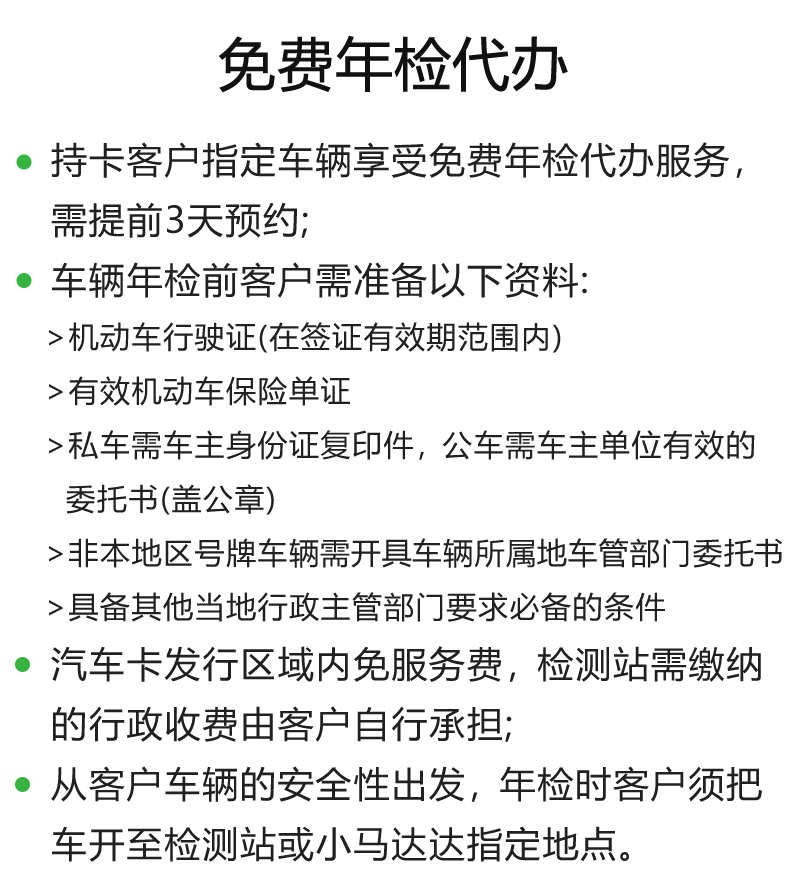 免费年检代办
持卡客户指定车辆享受免费年检代办服务，
需提前3天预约;
车辆年检前客户需准备以下资料:
>机动车行驶证(在签证有效期范围内)
>有效机动车保险单证
>私车需车主身份证复印件，公车需车主单位有效的
委托书(盖公章)
>非本地区号牌车辆需开具车辆所属地车管部门委托书
>具备其他当地行政主管部门要求必备的条件
汽车卡发行区域内免服务费，检测站需缴纳
的行政收费由客户自行承担;
从客户车辆的安全性出发，年检时客户须把
车开至检测站或小马达达指定地点。